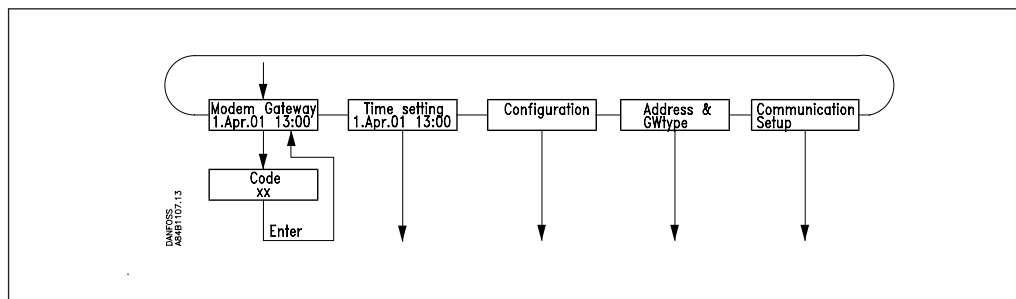 Modem Gateway
1.Apr.01 13:00
Time setting
1.Apr.01 13:00
Configuration
Address &
GWtype
Communication
Setup
Code
xx
Enter
DANFOSS
A84B1107.13